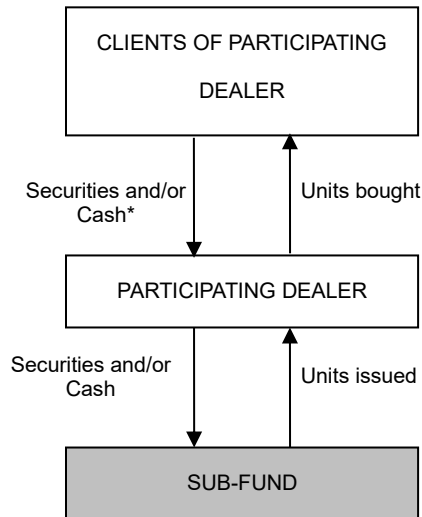 CLIENTS OF PARTICIPATING
DEALER
Securities and/or
Cash*
Units bought
PARTICIPATING DEALER
Securities and/or
Cash
Units issued
SUB-FUND